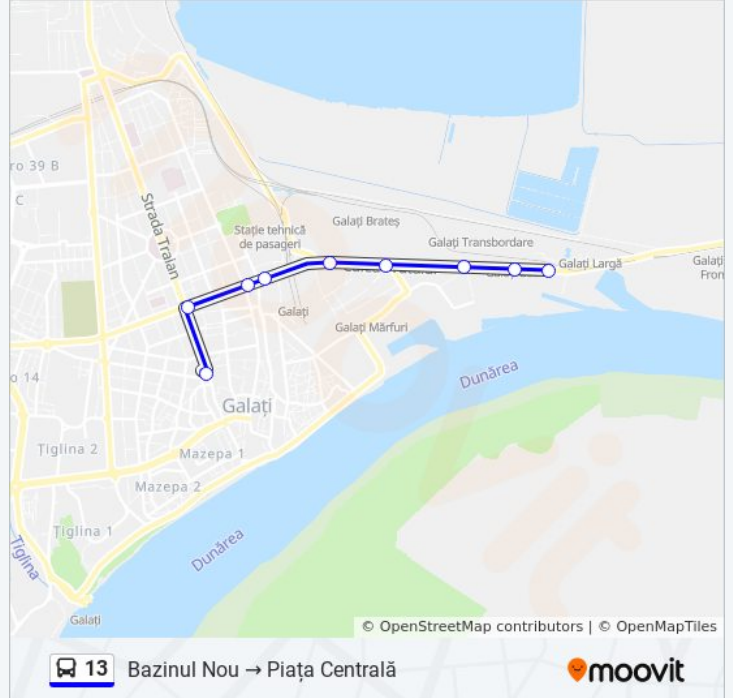 ro 39 B
C
Strada Traian
Stație tehnică
de pasageri
Galați Brateș
Galați Transbordare
Galați Largă
Galați
Fron
Galați
Galați Mărfuri
o 14
Dunărea
Galați
Țiglina 2
Mazepa 1
Mazepa 2
Țiglina 1
Dunărea
Țiglina
Galați
© OpenStreetMap contributors | © OpenMapTiles
13 Bazinul Nou → Piața Centrală
moovit